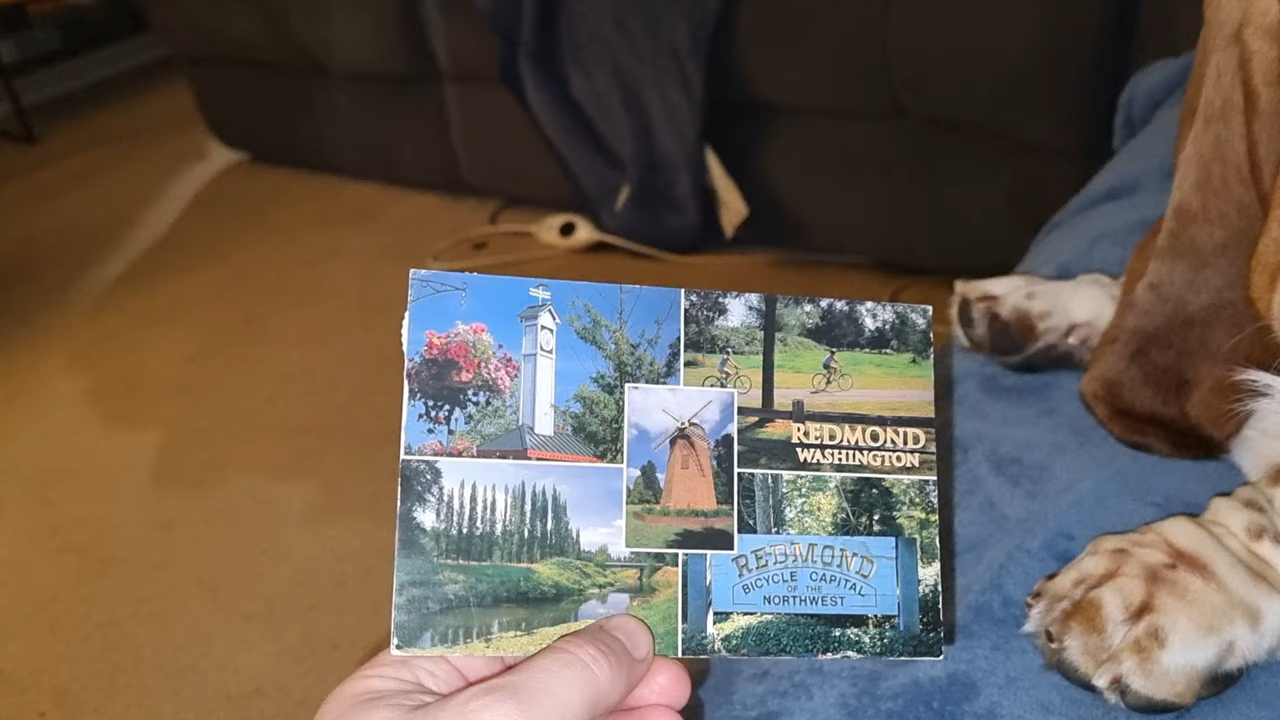 REDMOND
WASHINGTON
REDMOND
BICYCLE CAPITAL
OF THE
NORTHWEST